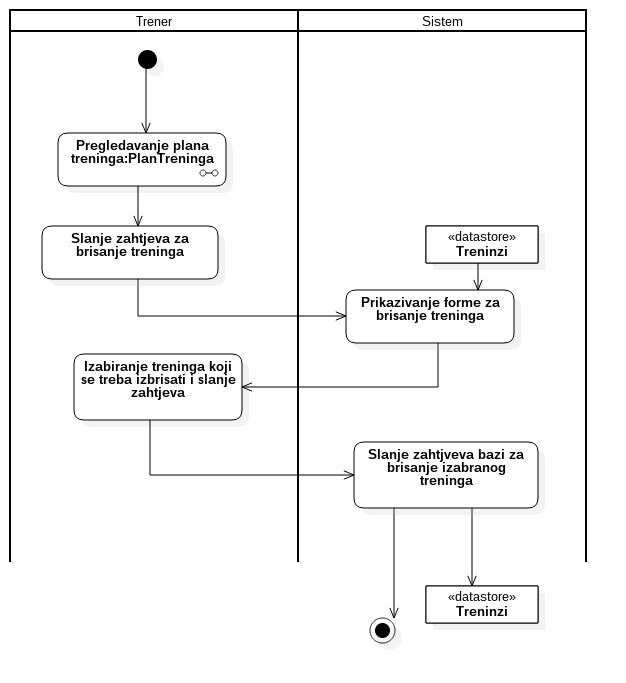 Trener
Sistem
Pregledavanje plana
treninga:PlanTreninga
Slanje zahtjeva za
brisanje treninga
«datastore»
Treninzi
Prikazivanje forme za
brisanje treninga
Izabiranje treninga koji
se treba izbrisati i slanje
zahtjeva
Slanje zahtjveva bazi za
brisanje izabranog
treninga
«datastore»
Treninzi